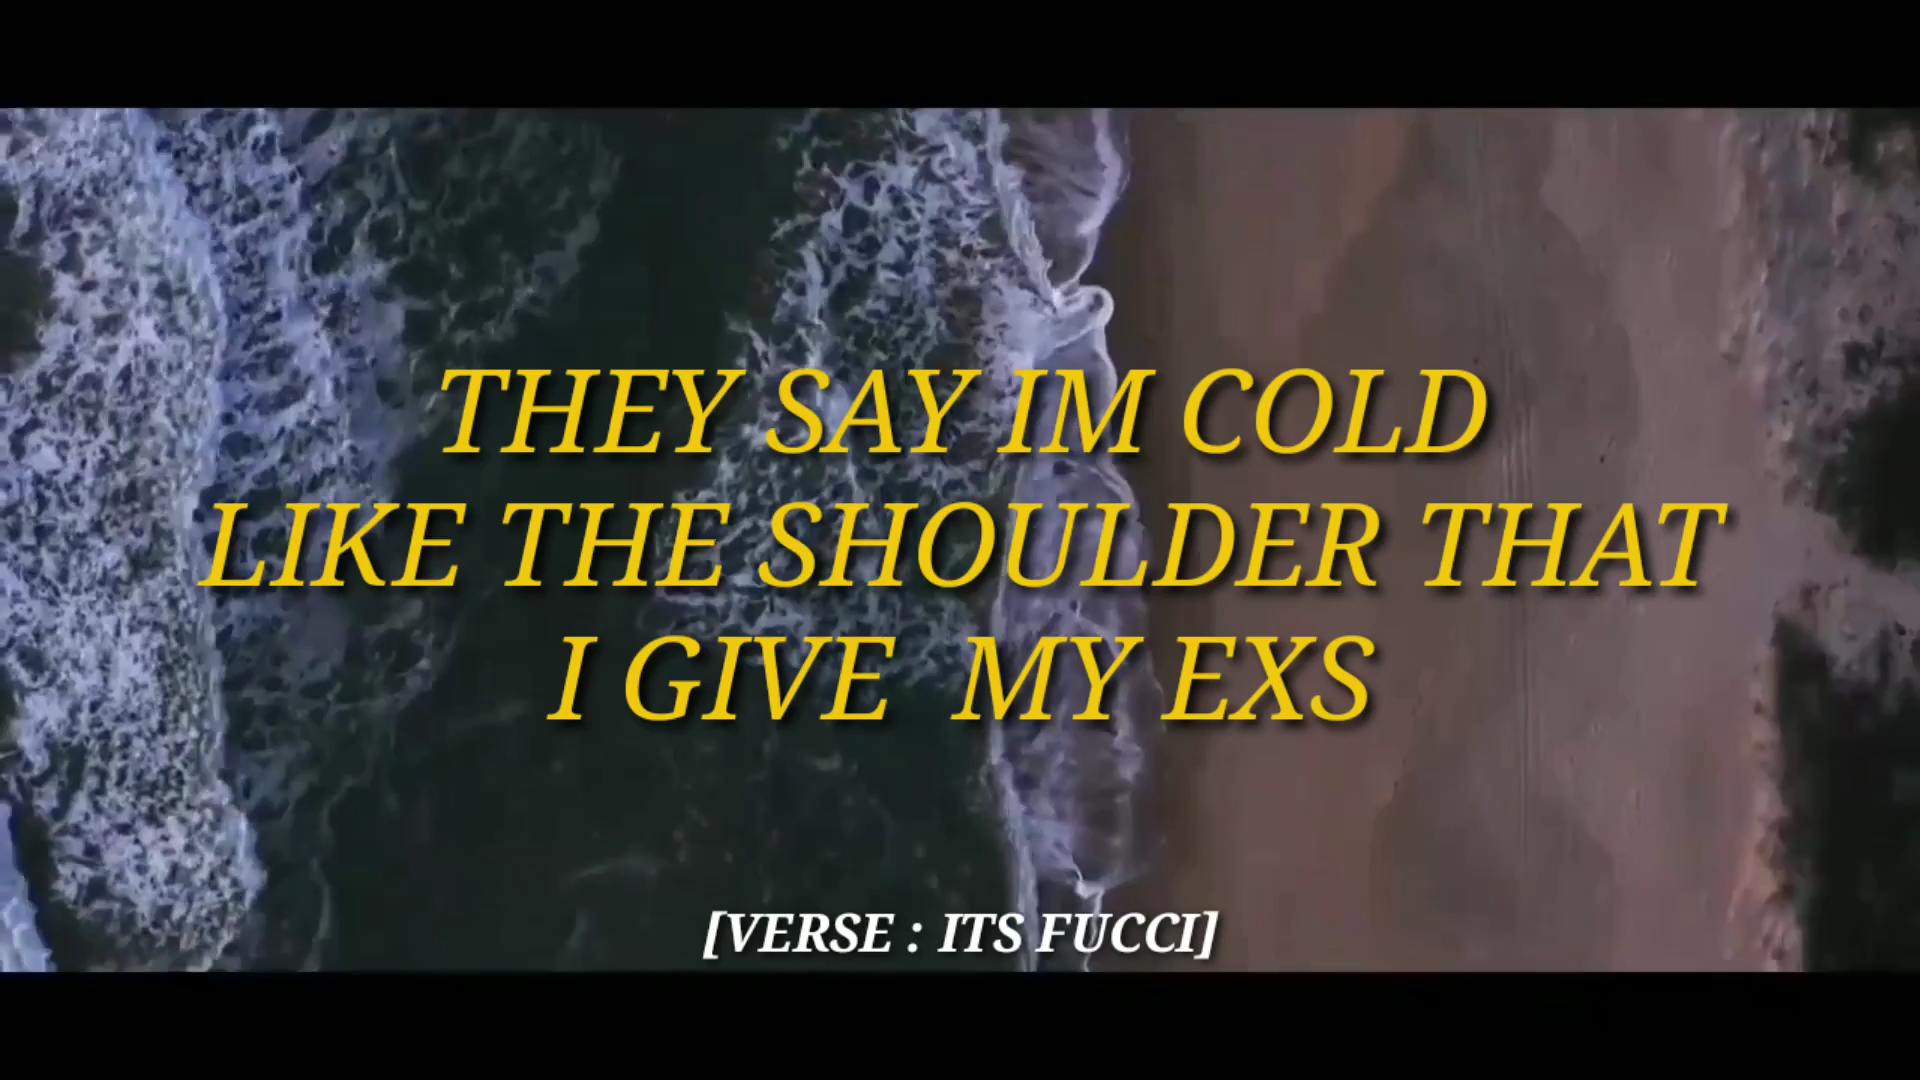 THEY SAY IM COLD
LIKE THE SHOULDER THAT
I GIVE  MY EXS
[VERSE : ITS FUCCI]